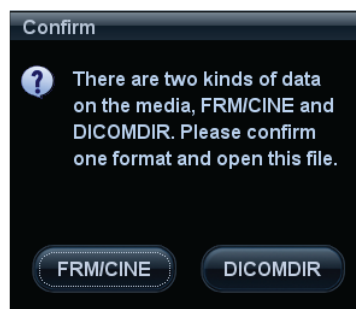 Confirm
There are two kinds of data
on the media, FRM/CINE and
DICOMDIR. Please confirm
one format and open this file.
FRM/CINE DICOMDIR